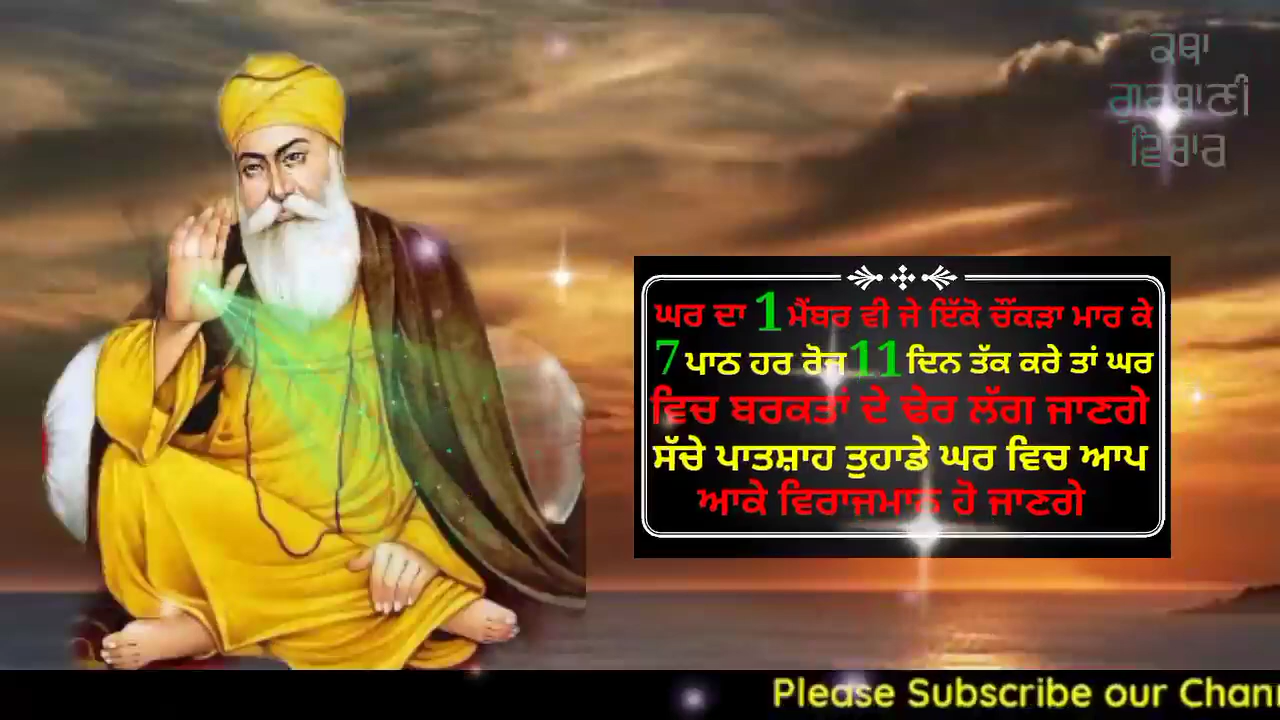 ਕਥਾ
ਗੁਰਬਾਣੀ
ਵਿਚਾਰ
ਘਰ ਦਾ 1 ਮੈਂਬਰ ਵੀ ਜੇ ਇੱਕੋ ਚੌਂਕੜਾ ਮਾਰ ਕੇ
7 ਪਾਠ ਹਰ ਰੋਜ 11 ਦਿਨ ਤੱਕ ਕਰੇ ਤਾਂ ਘਰ
ਵਿਚ ਬਰਕਤਾਂ ਦੇ ਢੇਰ ਲੱਗ ਜਾਣਗੇ
ਸੱਚੇ ਪਾਤਸ਼ਾਹ ਤੁਹਾਡੇ ਘਰ ਵਿਚ ਆਪ
ਆਕੇ ਵਿਰਾਜਮਾਨ ਹੋ ਜਾਣਗੇ
Please Subscribe our Chan